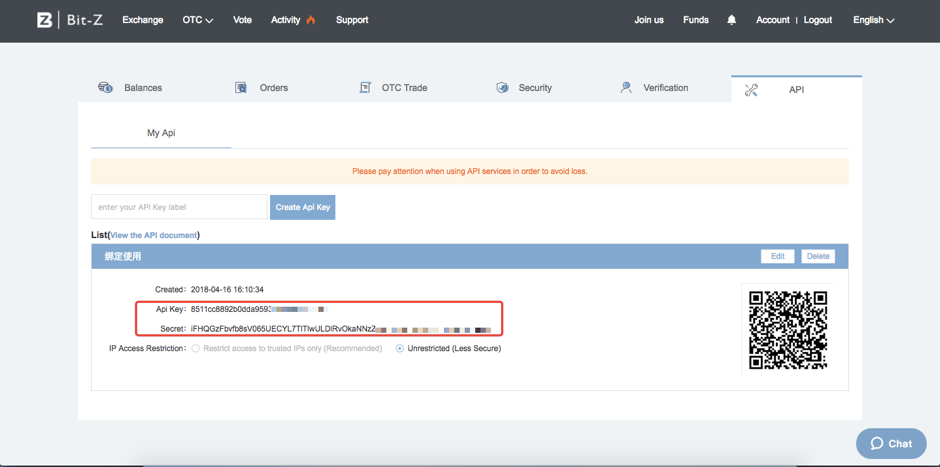 Bit-Z Exchange OTC Vote Activity Support Join us Funds Account | Logout English
Balances Orders OTC Trade Security Verification API
My Api
Please pay attention when using API services in order to avoid loss.
enter your API Key label Create Api Key
List(View the API document)
绑定使用 Edit Delete
Created: 2018-04-16 16:10:34
Api Key: 8511cc8892b0dda959
Secret: iFHQGzFbvfb8sV065UECYL7TITlwULDlRvOkaNNzZ
IP Access Restriction: Restrict access to trusted IPs only (Recommended) Unrestricted (Less Secure)
Chat